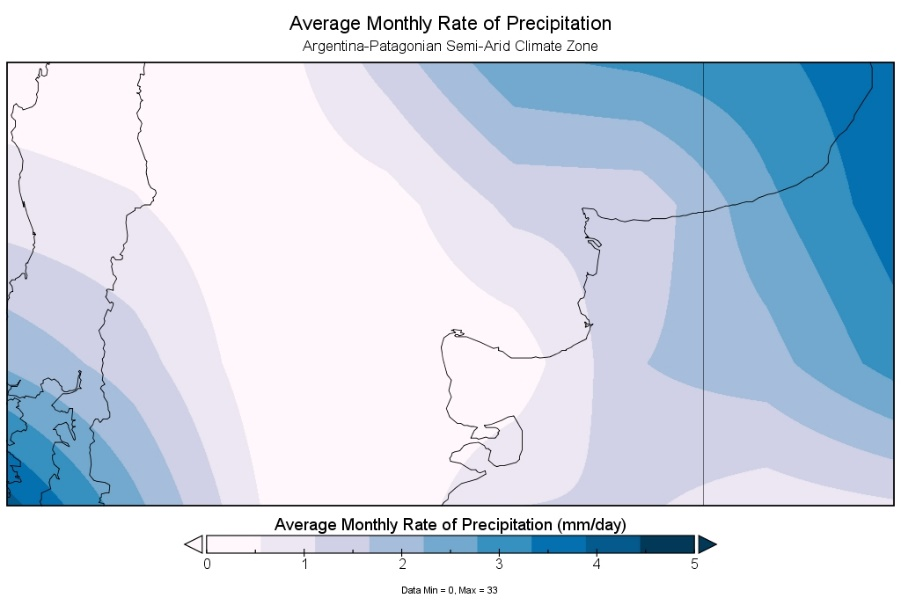 Average Monthly Rate of Precipitation
Argentina-Patagonian Semi-Arid Climate Zone
Average Monthly Rate of Precipitation (mm/day)
0 1 2 3 4 5
Data Min = 0, Max = 33